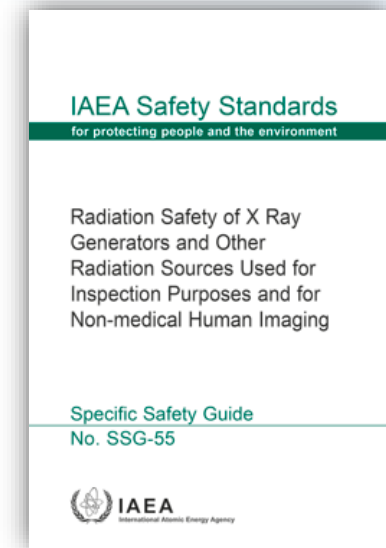 IAEA Safety Standards
for protecting people and the environment
Radiation Safety of X Ray
Generators and Other
Radiation Sources Used for
Inspection Purposes and for
Non-medical Human Imaging
Specific Safety Guide
No. SSG-55
IAEA
International Atomic Energy Agency